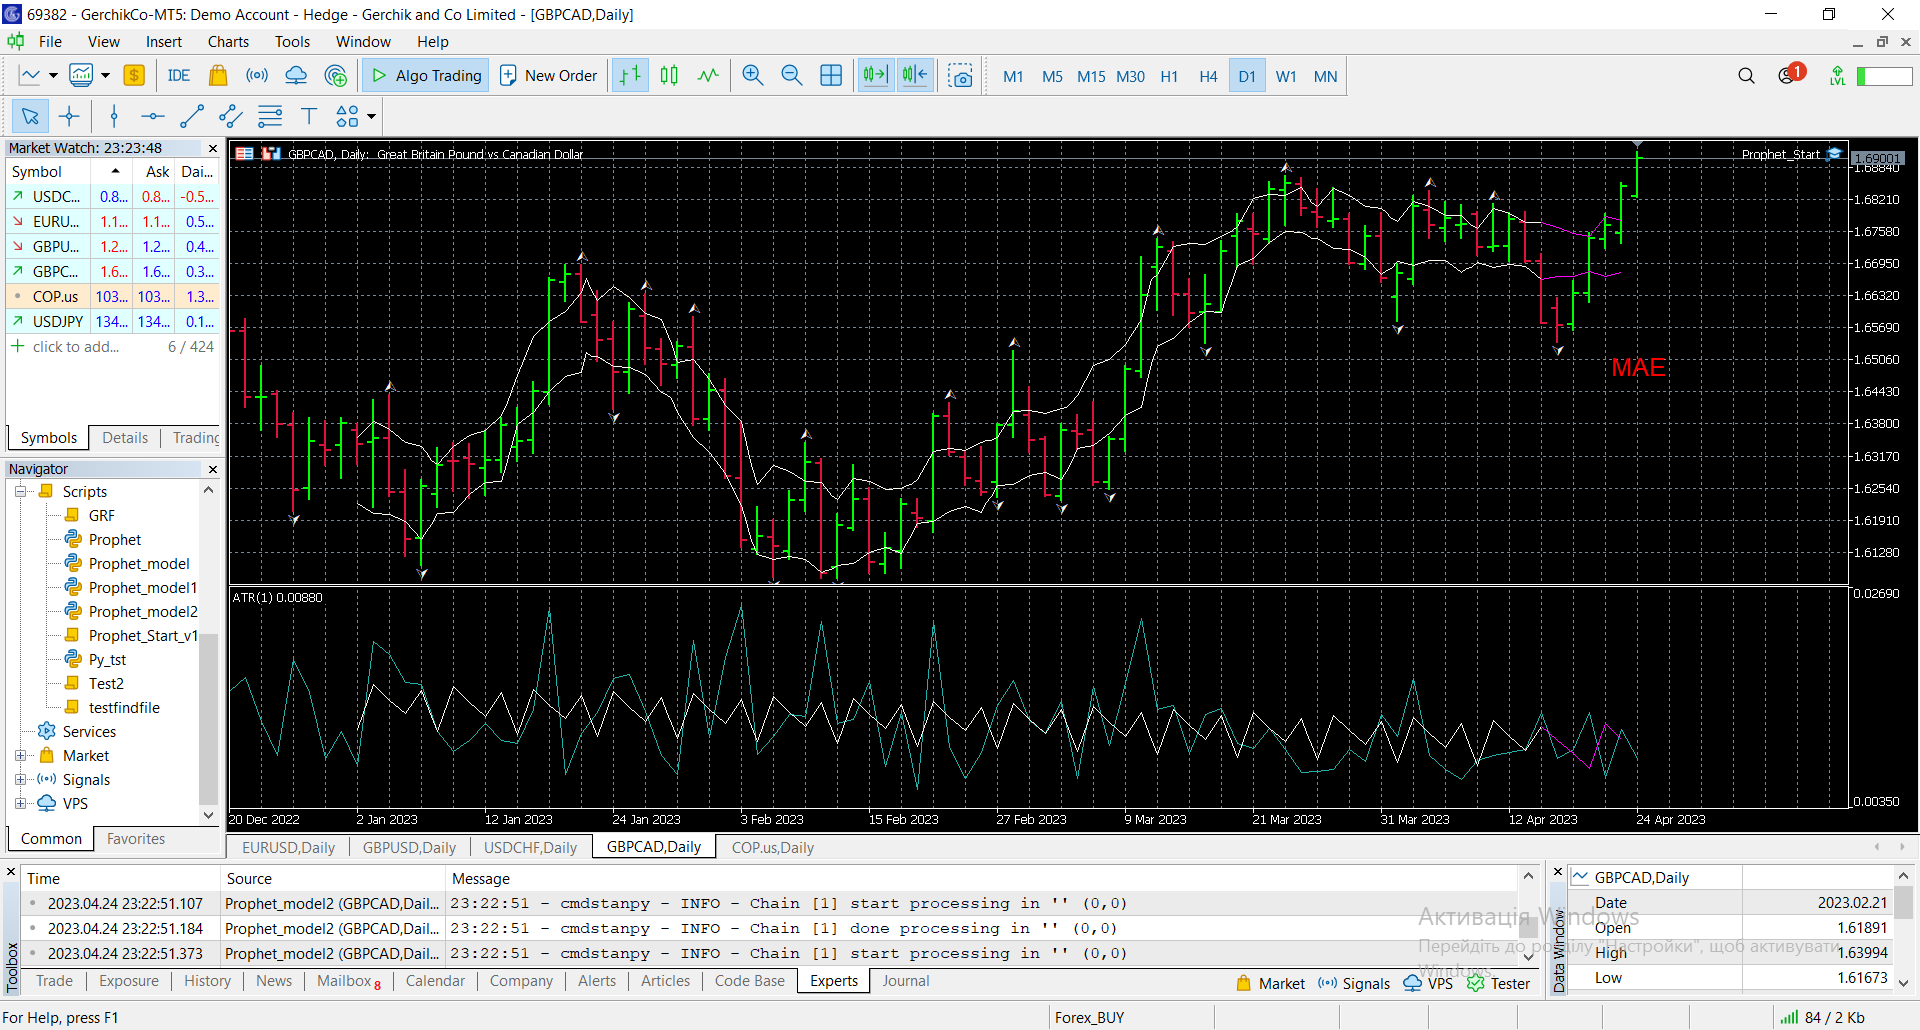 69382 - GerchikCo-MT5: Demo Account - Hedge - Gerchik and Co Limited - [GBPCAD,Daily]
File View Insert Charts Tools Window Help
IDE Algo Trading New Order M1 M5 M15 M30 H1 H4 D1 W1 MN 1 LVL
Market Watch: 23:23:48
Symbol Ask Dai...
USDC... 0.8... 0.8... -0.5...
EURU... 1.1... 1.1... 0.5...
GBPU... 1.2... 1.2... 0.4...
GBPC... 1.6... 1.6... 0.3...
COP.us 103... 103... 1.3...
USDJPY 134... 134... 0.1...
click to add... 6 / 424
Symbols Details Trading
Navigator
Scripts
GRF
Prophet
Prophet_model
Prophet_model1
Prophet_model2
Prophet_Start_v1
Py_tst
Test2
testfindfile
Services
Market
Signals
VPS
Common Favorites
GBPCAD, Daily: Great Britain Pound vs Canadian Dollar
Prophet_Start
1.69001
1.68840
1.68210
1.67580
1.66950
1.66320
1.65690
1.65060
1.64430
1.63800
1.63170
1.62540
1.61910
1.61280
MAE
ATR(1) 0.00880
0.02690
0.00350
20 Dec 2022 2 Jan 2023 12 Jan 2023 24 Jan 2023 3 Feb 2023 15 Feb 2023 27 Feb 2023 9 Mar 2023 21 Mar 2023 31 Mar 2023 12 Apr 2023 24 Apr 2023
EURUSD,Daily GBPUSD,Daily USDCHF,Daily GBPCAD,Daily COP.us,Daily
Toolbox
Time Source Message
2023.04.24 23:22:51.107 Prophet_model2 (GBPCAD,Dail... 23:22:51 - cmdstanpy - INFO - Chain [1] start processing in '' (0,0)
2023.04.24 23:22:51.184 Prophet_model2 (GBPCAD,Dail... 23:22:51 - cmdstanpy - INFO - Chain [1] done processing in '' (0,0)
2023.04.24 23:22:51.373 Prophet_model2 (GBPCAD,Dail... 23:22:51 - cmdstanpy - INFO - Chain [1] start processing in '' (0,0)
Trade Exposure History News Mailbox 8 Calendar Company Alerts Articles Code Base Experts Journal
Market Signals VPS Tester
Data Window
GBPCAD,Daily
Date 2023.02.21
Open 1.61891
High 1.63994
Low 1.61673
Активація Windows
Перейдіть до розділу "Настройки", щоб активувати
Windows.
For Help, press F1 Forex_BUY 84 / 2 Kb